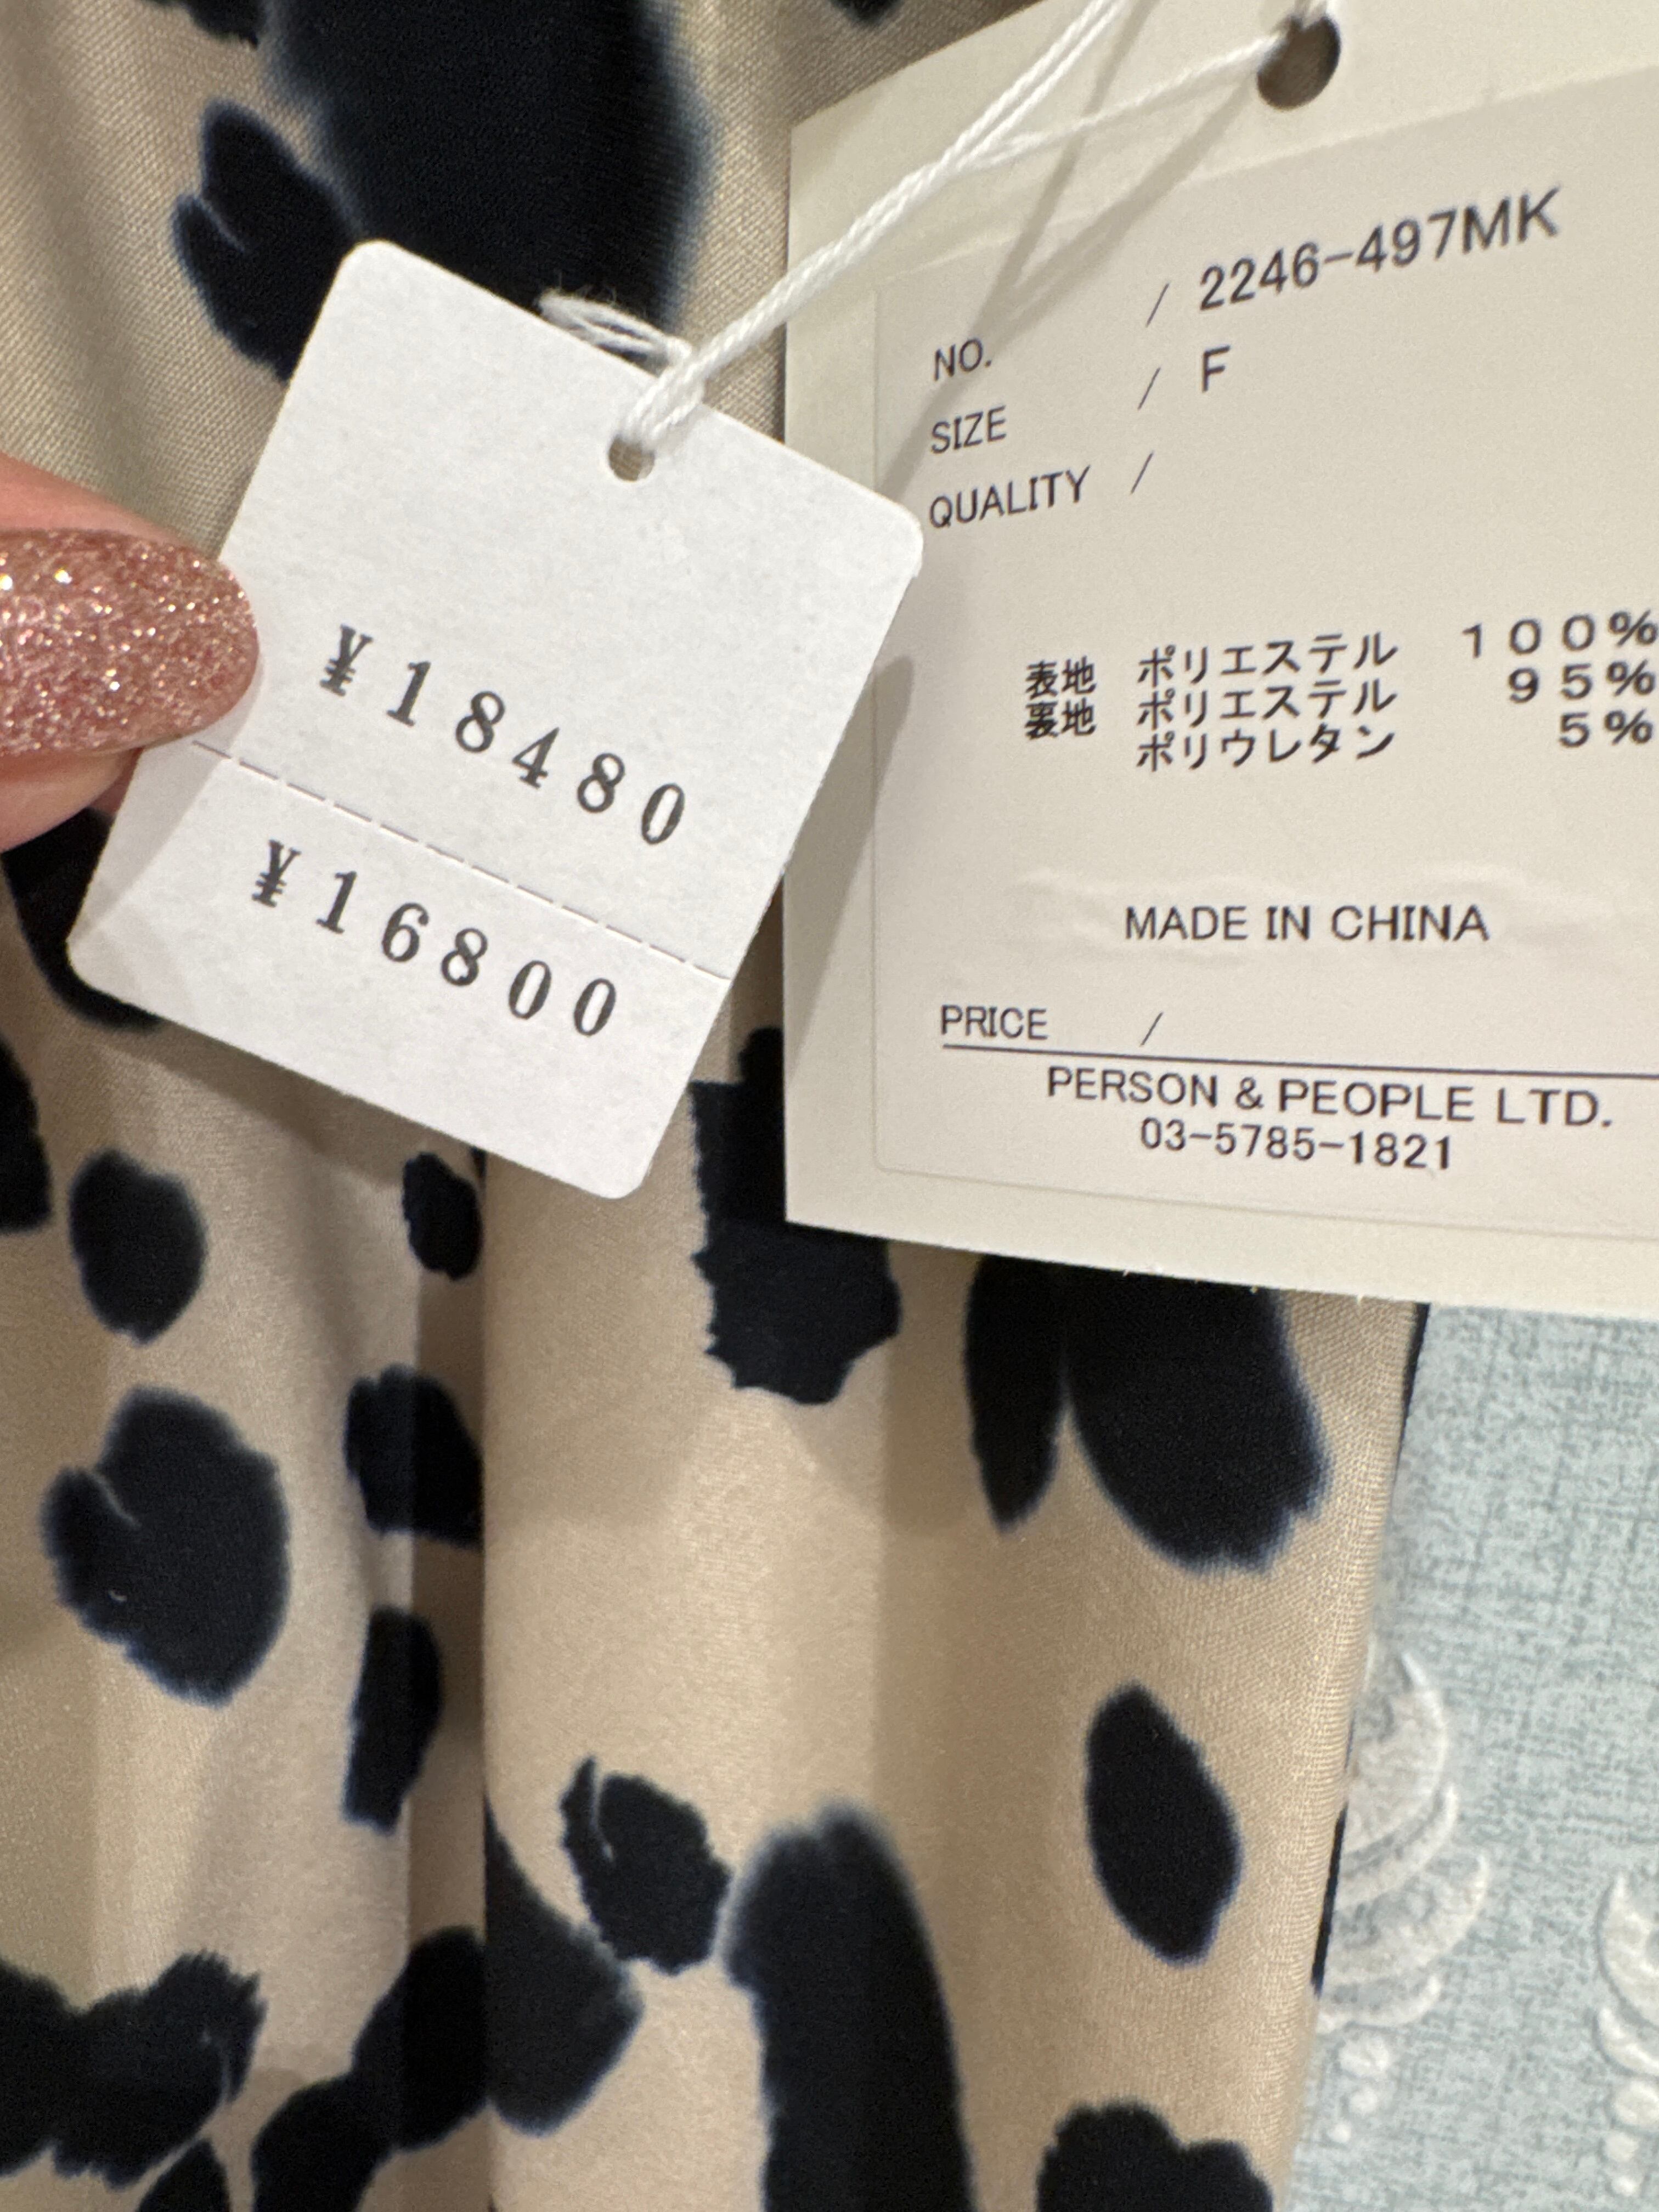 ¥18480
¥16800
NO. / 2246-497MK
SIZE / F
QUALITY /
表地 ポリエステル 100%
裏地 ポリエステル 95%
ポリウレタン 5%
MADE IN CHINA
PRICE /
PERSON & PEOPLE LTD.
03-5785-1821